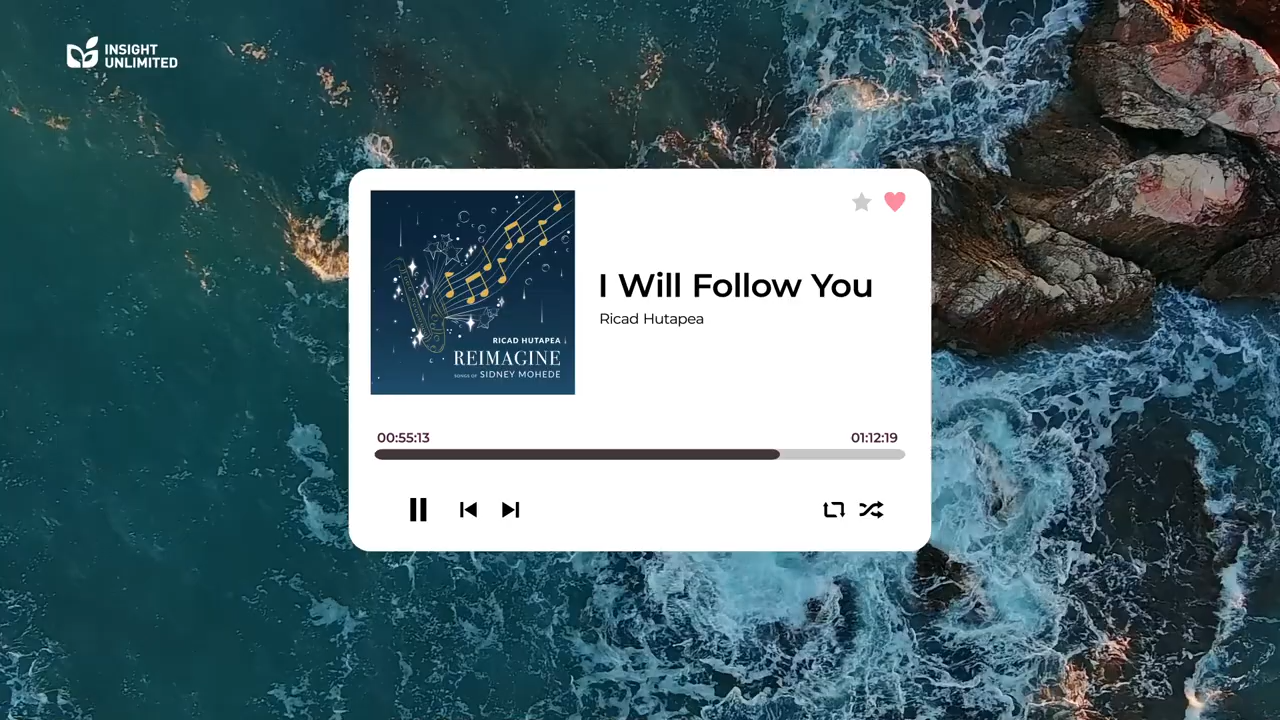 INSIGHT
UNLIMITED
RICAD HUTAPEA
REIMAGINE
SONGS OF SIDNEY MOHEDE
I Will Follow You
Ricad Hutapea
00:55:13
01:12:19